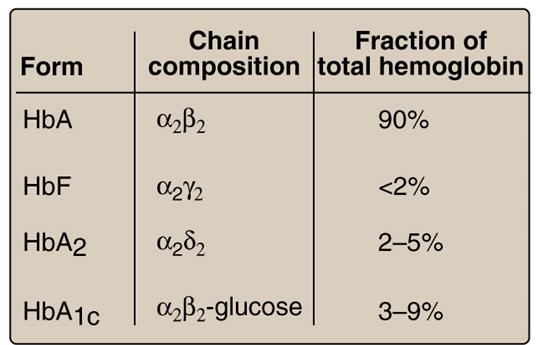 Form | Chain composition | Fraction of total hemoglobin
HbA | α₂β₂ | 90%
HbF | α₂γ₂ | <2%
HbA₂ | α₂δ₂ | 2–5%
HbA₁c | α₂β₂-glucose | 3–9%